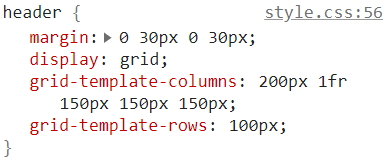 header {
style.css:56
margin: 0 30px 0 30px;
display: grid;
grid-template-columns: 200px 1fr
150px 150px 150px;
grid-template-rows: 100px;
}